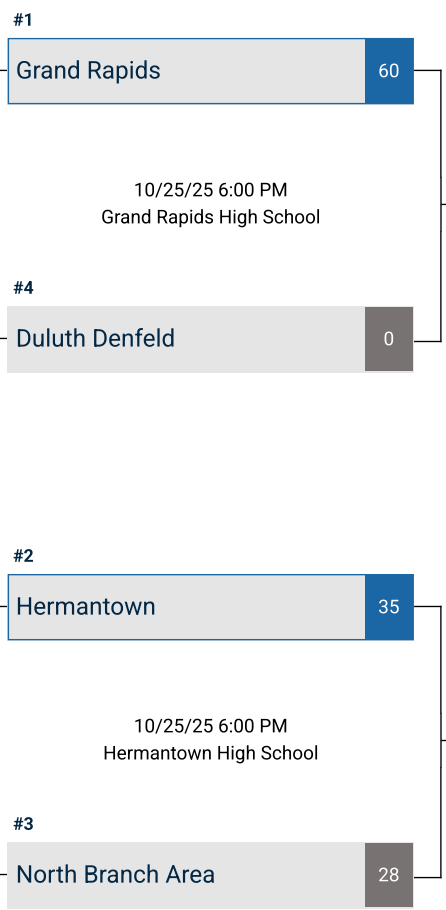 #1
Grand Rapids 60
10/25/25 6:00 PM
Grand Rapids High School
#4
Duluth Denfeld 0
#2
Hermantown 35
10/25/25 6:00 PM
Hermantown High School
#3
North Branch Area 28